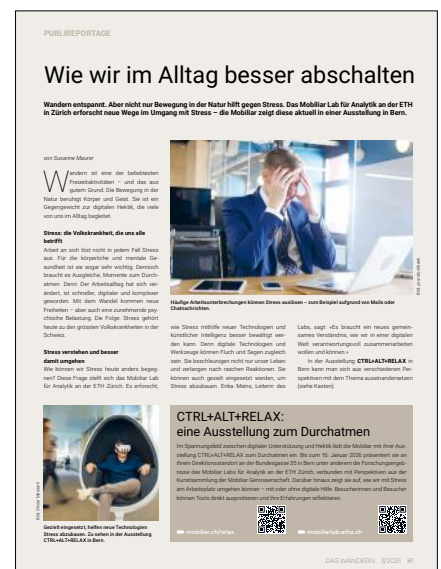 PUBLIREPORTAGE
Wie wir im Alltag besser abschalten
Wandern entspannt. Aber nicht nur Bewegung in der Natur hilft gegen Stress. Das Mobiliar Lab für Analytik an der ETH
in Zürich erforscht neue Wege im Umgang mit Stress – die Mobiliar zeigt diese aktuell in einer Ausstellung in Bern.
von Susanne Maurer
Wandern ist eine der beliebtesten
Freizeitaktivitäten – und das aus
gutem Grund. Die Bewegung in der
Natur beruhigt Körper und Geist. Sie ist ein
Gegengewicht zur digitalen Hektik, die viele
von uns im Alltag begleitet.
Stress: die Volkskrankheit, die uns alle
betrifft
Arbeit an sich löst nicht in jedem Fall Stress
aus. Für die körperliche und mentale Ge-
sundheit ist sie sogar sehr wichtig. Dennoch
braucht es Ausgleiche, Momente zum Durch-
atmen. Denn: Der Arbeitsalltag hat sich ver-
ändert, ist schneller, digitaler und komplexer
geworden. Mit dem Wandel kommen neue
Freiheiten – aber auch eine zunehmende psy-
chische Belastung. Die Folge: Stress gehört
heute zu den grössten Volkskrankheiten in der
Schweiz.
Stress verstehen und besser
damit umgehen
Wie können wir Stress heute anders begeg-
nen? Diese Frage stellt sich das Mobiliar Lab
für Analytik an der ETH Zürich. Es erforscht,
Häufige Arbeitsunterbrechungen können Stress auslösen – zum Beispiel aufgrund von Mails oder
Chatnachrichten.
wie Stress mithilfe neuer Technologien und
künstlicher Intelligenz besser bewältigt wer-
den kann. Denn digitale Technologien und
Werkzeuge können Fluch und Segen zugleich
sein. Sie beschleunigen nicht nur unser Leben
und verlangen nach raschen Reaktionen. Sie
können auch gezielt eingesetzt werden, um
Stress abzubauen. Erika Meins, Leiterin des
Labs, sagt: «Es braucht ein neues gemein-
sames Verständnis, wie wir in einer digitalen
Welt verantwortungsvoll zusammenarbeiten
wollen und können.»
In der Ausstellung CTRL+ALT+RELAX in
Bern kann man sich aus verschiedenen Per-
spektiven mit dem Thema auseinandersetzen
(siehe Kasten).
Gezielt eingesetzt, helfen neue Technologien
Stress abzubauen. Zu sehen in der Ausstellung
CTRL+ALT+RELAX in Bern.
CTRL+ALT+RELAX:
eine Ausstellung zum Durchatmen
Im Spannungsfeld zwischen digitaler Unterstützung und Hektik lädt die Mobiliar mit ihrer Aus-
stellung CTRL+ALT+RELAX zum Durchatmen ein. Bis zum 16. Januar 2026 präsentiert sie an
ihrem Direktionsstandort an der Bundesgasse 35 in Bern unter anderem die Forschungsergeb-
nisse des Mobiliar Labs für Analytik an der ETH Zürich, verbunden mit Perspektiven aus der
Kunstsammlung der Mobiliar Genossenschaft. Darüber hinaus zeigt sie auf, wie wir mit Stress
am Arbeitsplatz umgehen können – mit oder ohne digitale Hilfe. Besucherinnen und Besucher
können Tools direkt ausprobieren und ihre Erfahrungen reflektieren.
mobiliar.ch/relax
mobiliarlab.ethz.ch
DAS WANDERN 3/2025 81